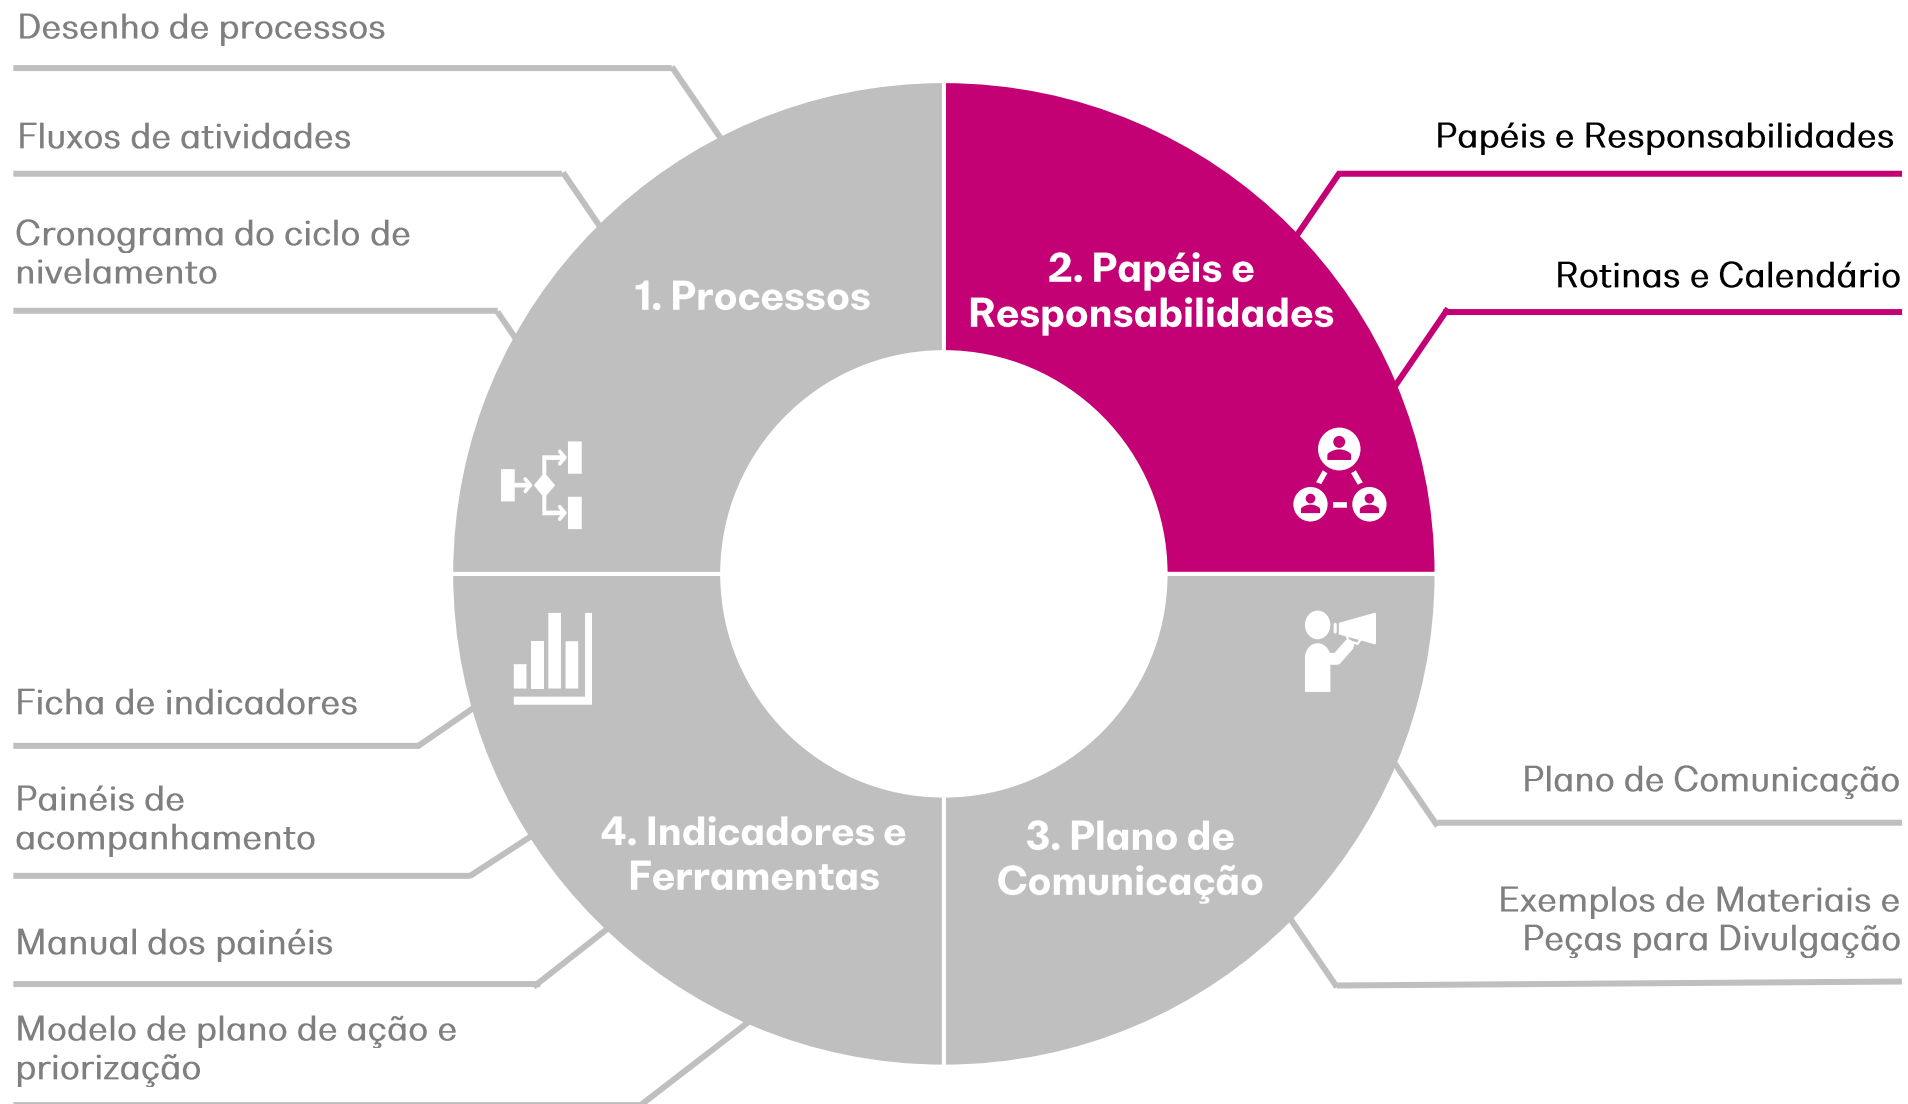 Desenho de processos
Fluxos de atividades
Cronograma do ciclo de
nivelamento
1. Processos
2. Papéis e
Responsabilidades
Papéis e Responsabilidades
Rotinas e Calendário
Ficha de indicadores
Painéis de
acompanhamento
Manual dos painéis
Modelo de plano de ação e
priorização
4. Indicadores e
Ferramentas
3. Plano de
Comunicação
Plano de Comunicação
Exemplos de Materiais e
Peças para Divulgação